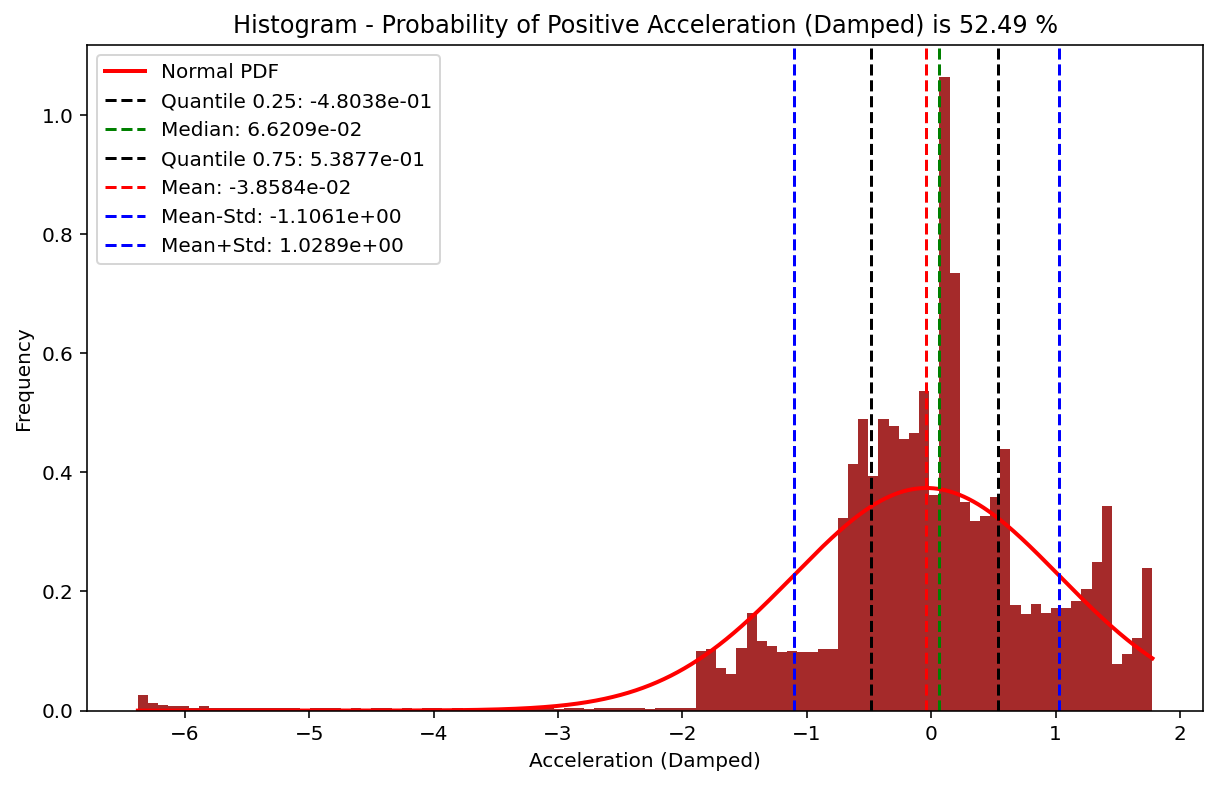 Histogram - Probability of Positive Acceleration (Damped) is 52.49 %
Normal PDF
Quantile 0.25: -4.8038e-01
Median: 6.6209e-02
Quantile 0.75: 5.3877e-01
Mean: -3.8584e-02
Mean-Std: -1.1061e+00
Mean+Std: 1.0289e+00
Frequency
1.0
0.8
0.6
0.4
0.2
0.0
−6 −5 −4 −3 −2 −1 0 1 2
Acceleration (Damped)